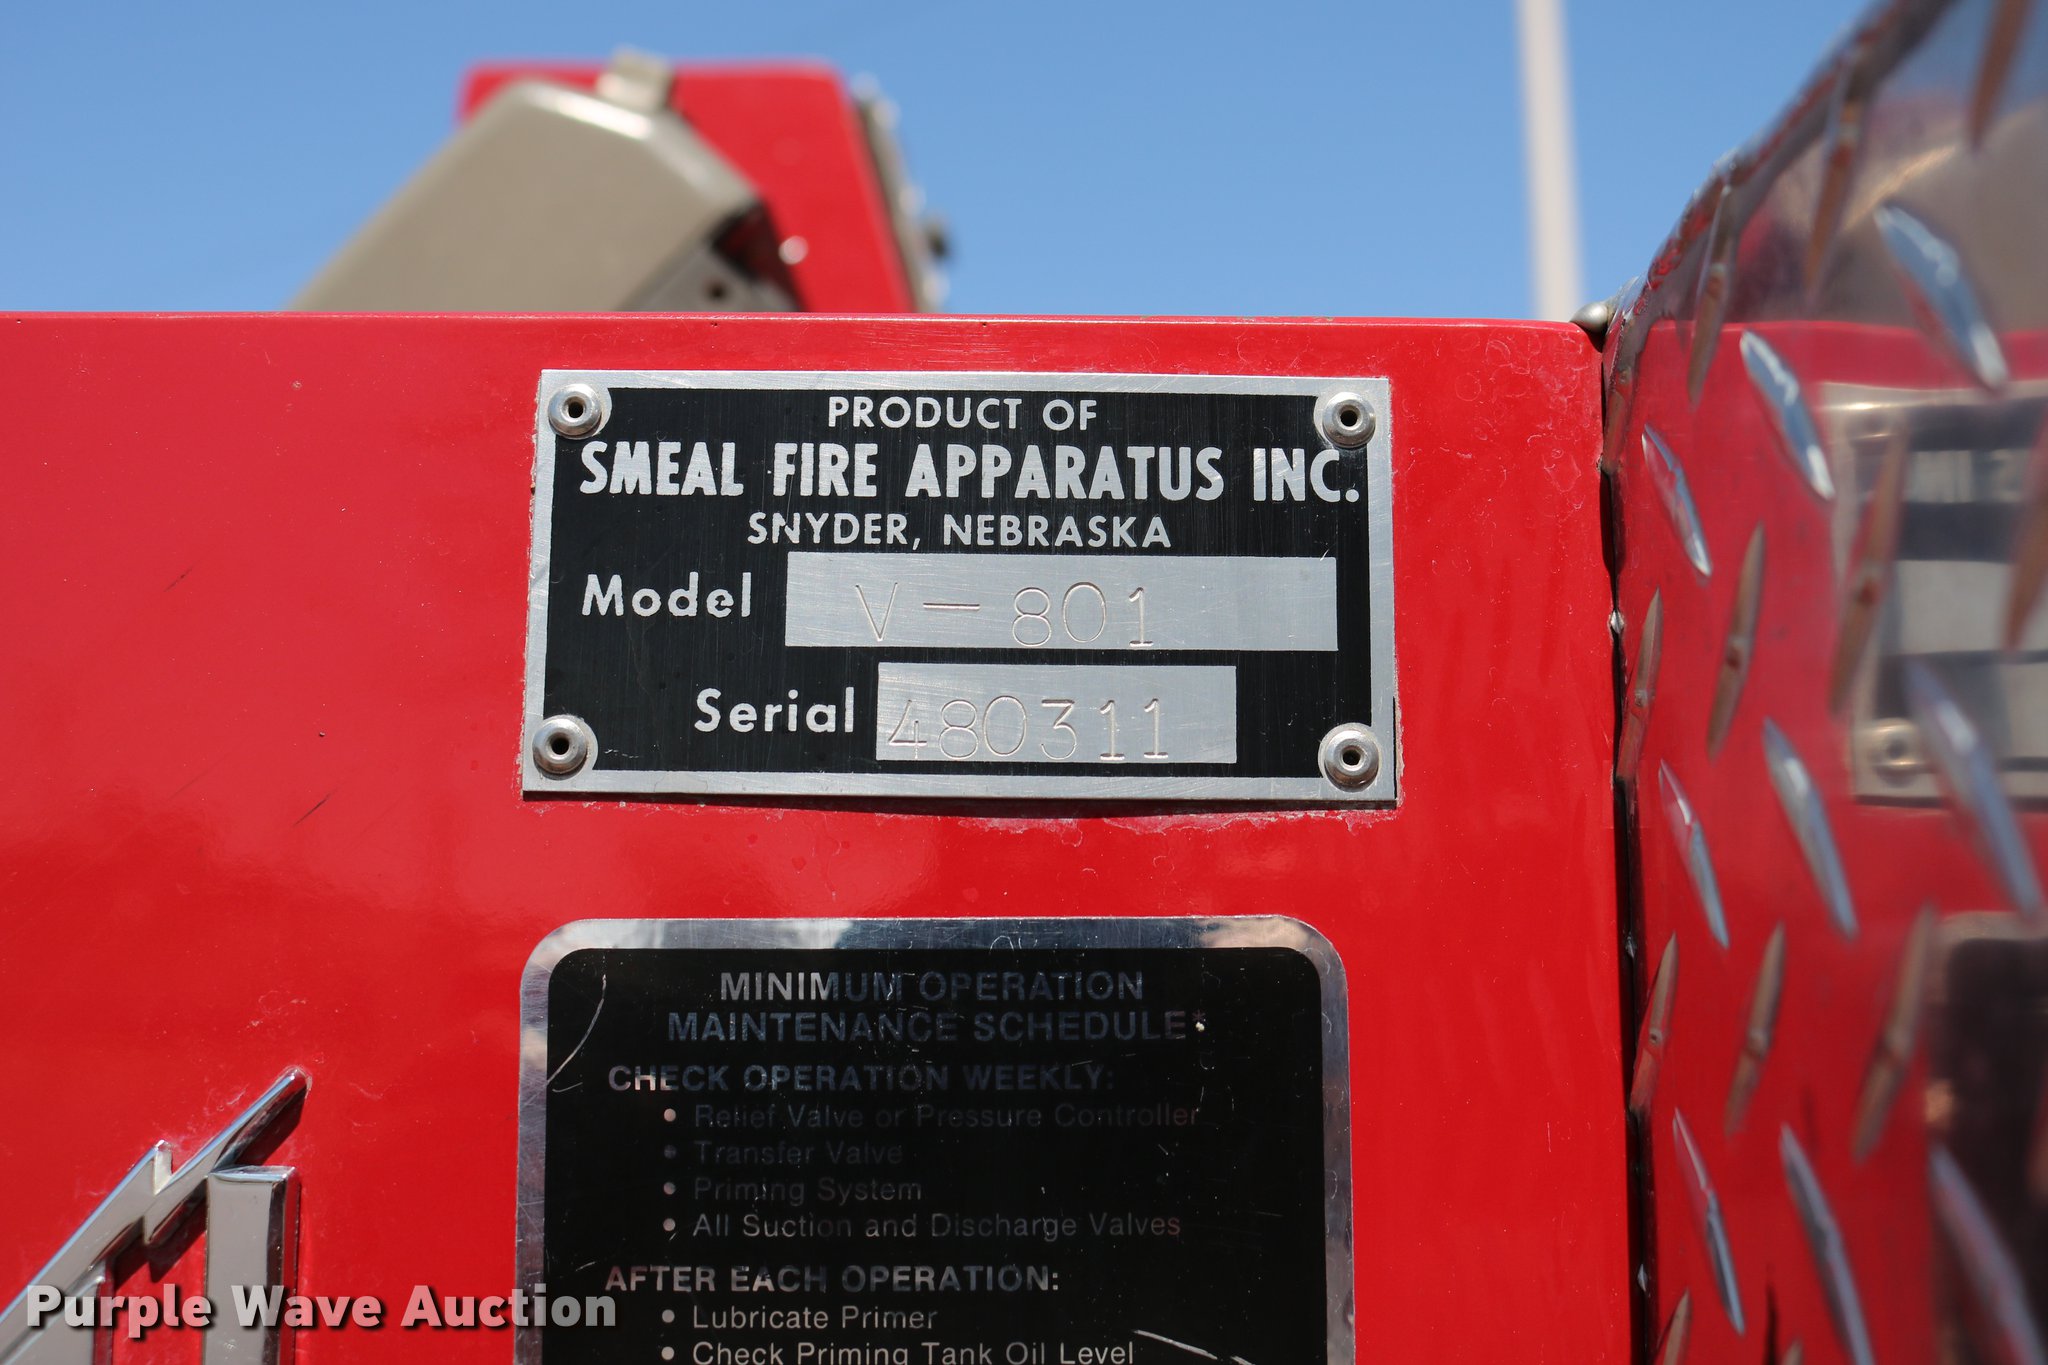 PRODUCT OF
SMEAL FIRE APPARATUS INC.
SNYDER, NEBRASKA
Model V-801
Serial 480311
MINIMUM OPERATION
MAINTENANCE SCHEDULE*
CHECK OPERATION WEEKLY:
• Relief Valve or Pressure Controller
• Transfer Valve
• Priming System
• All Suction and Discharge Valves
AFTER EACH OPERATION:
• Lubricate Primer
• Check Priming Tank Oil Level
Purple Wave Auction